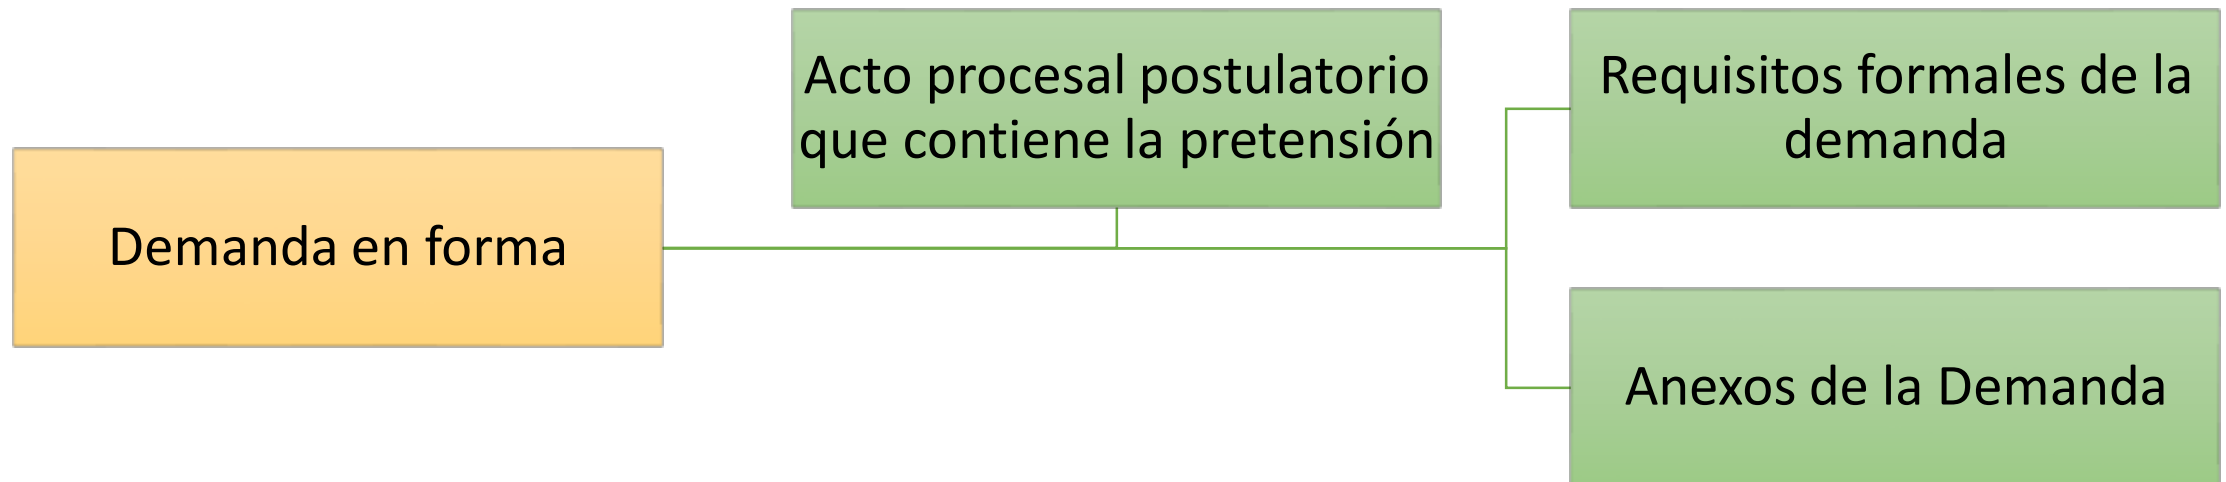 Demanda en forma
Acto procesal postulatorio
que contiene la pretensión
Requisitos formales de la
demanda
Anexos de la Demanda